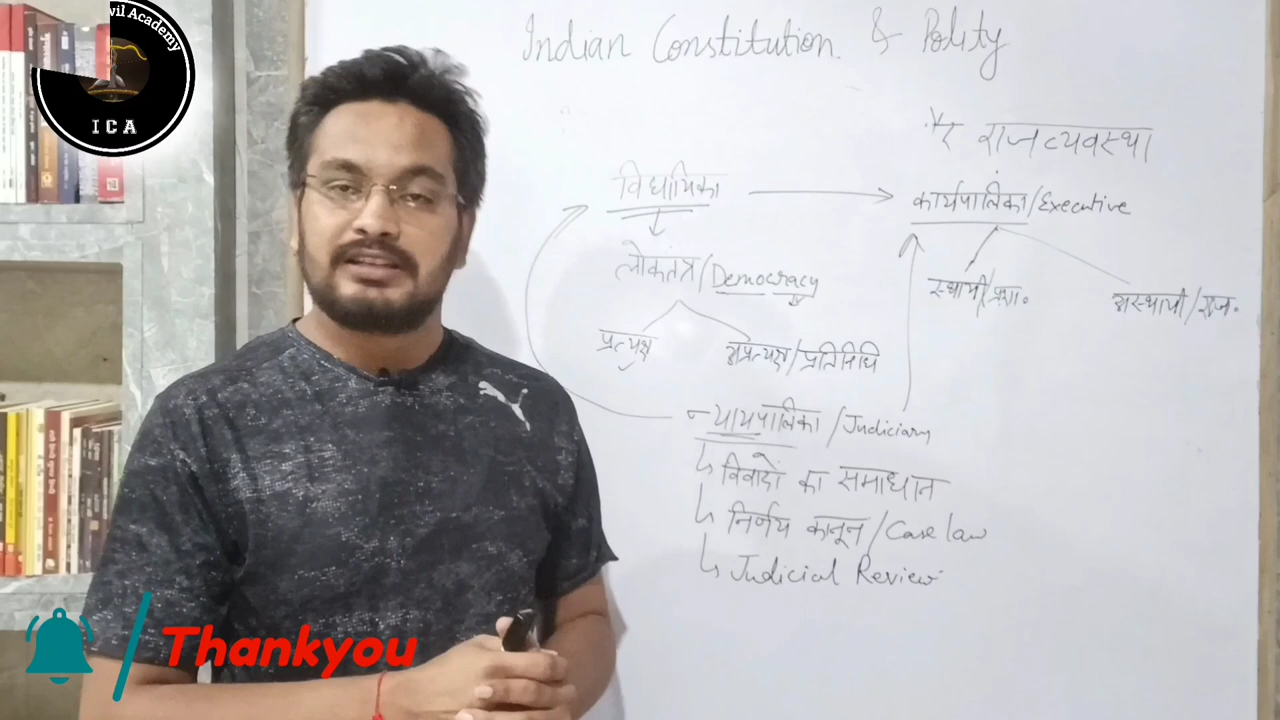 vil Academy
ICA
Indian Constitution & Polity
राजव्यवस्था
विधायिका
कार्यपालिका/Executive
लोकतंत्र/Democracy
स्थायी/प्रशा०
अस्थायी/राज०
प्रत्यक्ष
अप्रत्यक्ष/प्रतिनिधि
न्यायपालिका/Judiciary
विवादों का समाधान
निर्णय कानून/Case law
Judicial Review
Thankyou